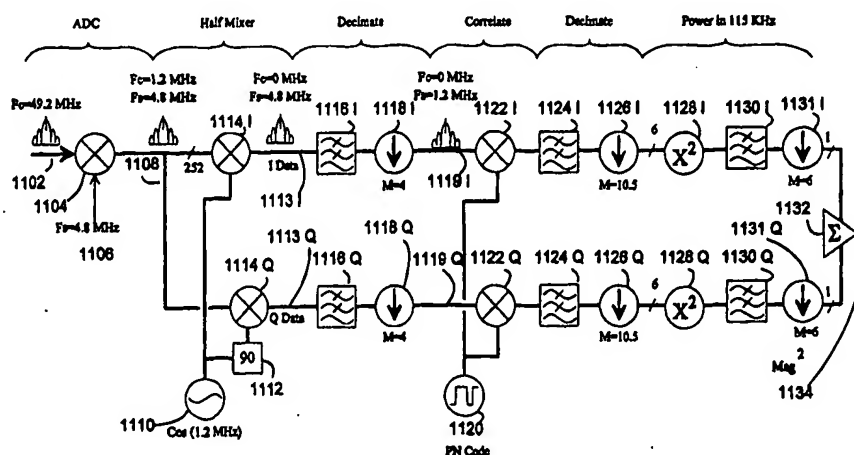 ADC Half Mixer Decimate Correlate Decimate Power in 115 KHz
Fc=1.2 MHz Fc=0 MHz Fc=0 MHz
Fo=49.2 MHz Fs=4.8 MHz Fs=4.8 MHz Fs=1.2 MHz
1114 I 1116 I 1118 I 1122 I 1124 I 1126 I 1128 I 1130 I 1131 I
6 X² 1
1102 1108 252 I Data M=4 1119 I M=10.5 M=6
1104 1113 I 1132
Fs=4.8 MHz Σ
1106 1113 Q 1118 Q 1131 Q
1114 Q 1116 Q 1119 Q 1122 Q 1124 Q 1126 Q 1128 Q 1130 Q
6 X² 1
Q Data M=4 M=10.5 M=6
90 Mag²
1112 1134
1110 1120
Cos (1.2 MHz) PN Code